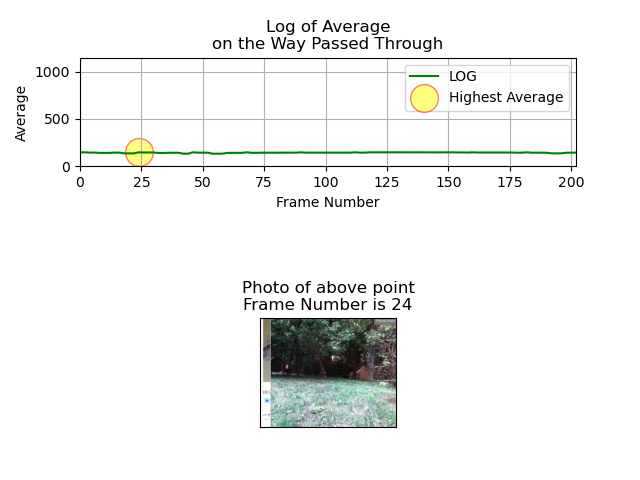 Log of Average
on the Way Passed Through
1000
500
0
Average
LOG
Highest Average
0 25 50 75 100 125 150 175 200
Frame Number
Photo of above point
Frame Number is 24